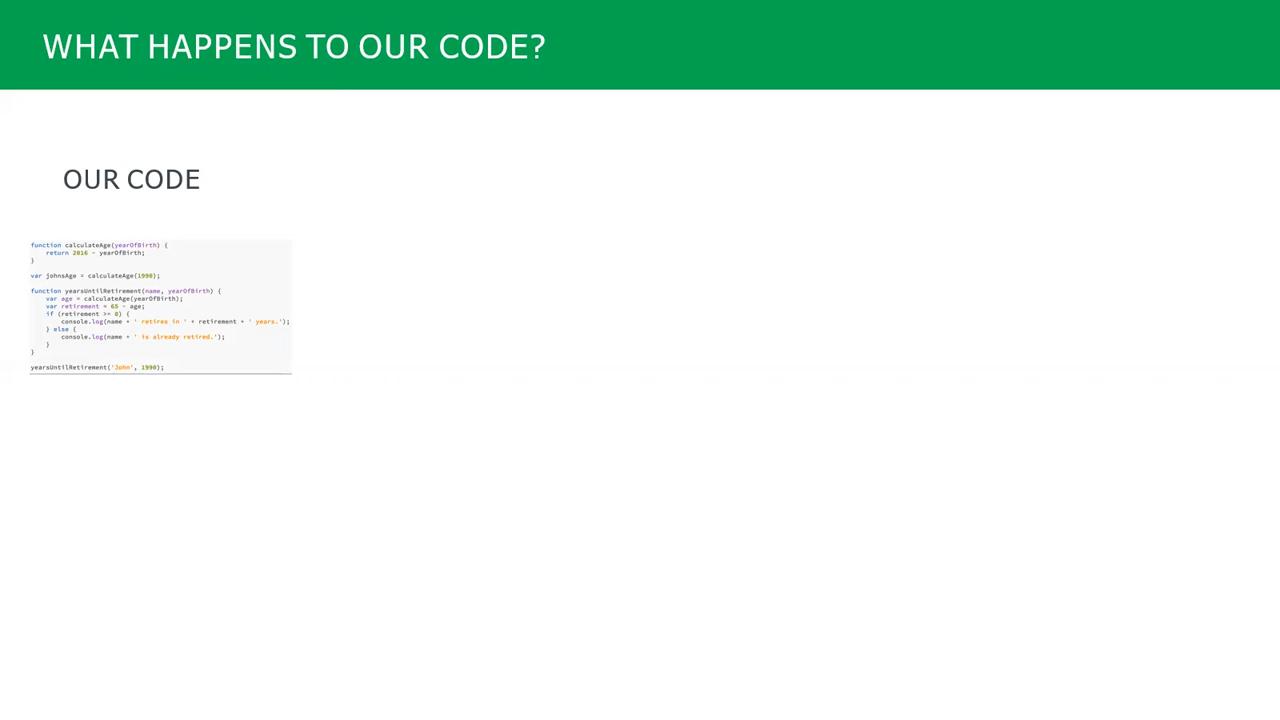 WHAT HAPPENS TO OUR CODE?
OUR CODE
function calculateAge(yearOfBirth) {
    return 2016 - yearOfBirth;
}
var johnsAge = calculateAge(1990);
function yearsUntilRetirement(name, yearOfBirth) {
    var age = calculateAge(yearOfBirth);
    var retirement = 65 - age;
    if (retirement >= 0) {
        console.log(name + ' retires in ' + retirement + ' years.');
    } else {
        console.log(name + ' is already retired.');
    }
}
yearsUntilRetirement('John', 1990);